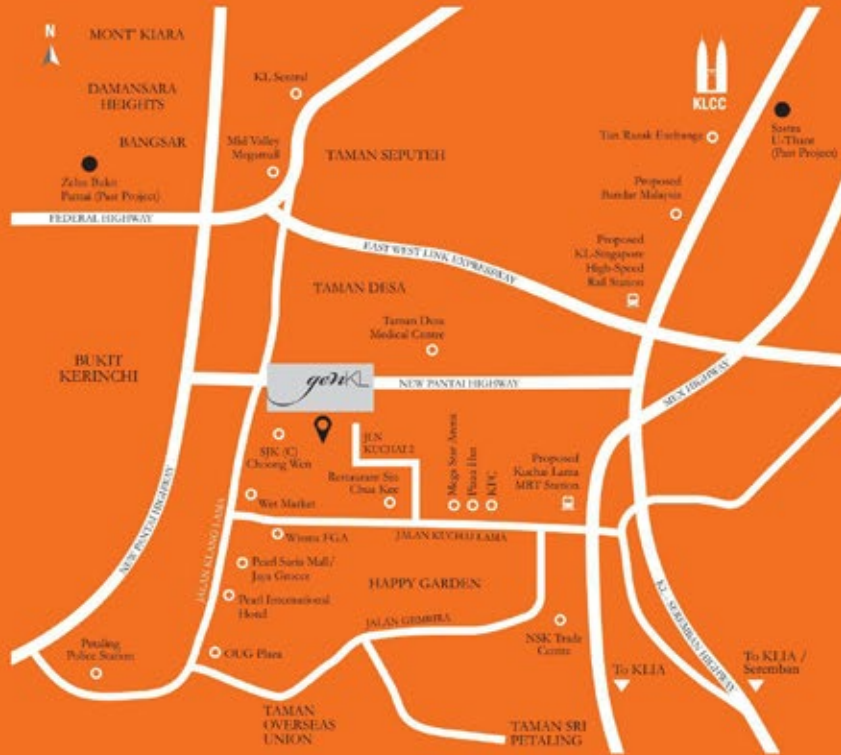 N
MONT' KIARA
DAMANSARA
HEIGHTS
BANGSAR
KL Sentral
Mid Valley
Megamall
TAMAN SEPUTEH
KLCC
Tun Razak Exchange
U-Thant
(Past Project)
Pantai (Past Project)
Proposed
Bandar Malaysia
FEDERAL HIGHWAY
EAST WEST LINK EXPRESSWAY
Proposed
KL-Singapore
High-Speed
Rail Station
TAMAN DESA
Taman Desa
Medical Centre
BUKIT
KERINCHI
genKL
NEW PANTAI HIGHWAY
MEX HIGHWAY
SJK (C)
Choong Wen
JLN
KUCHAI 2
Restaurant Sin
Chua Kee
Mega Star Arena
Pizza Hut
KFC
Proposed
Kuchai Lama
MRT Station
Wet Market
NEW PANTAI HIGHWAY
JALAN KLANG LAMA
Wisma FGA
JALAN KUCHAI LAMA
Pearl Suria Mall/
Jaya Grocer
HAPPY GARDEN
Pearl International
Hotel
JALAN GEMBIRA
KL - SEREMBAN HIGHWAY
Petaling
Police Station
OUG Plaza
NSK Trade
Centre
To KLIA
To KLIA /
Seremban
TAMAN
OVERSEAS
UNION
TAMAN SRI
PETALING